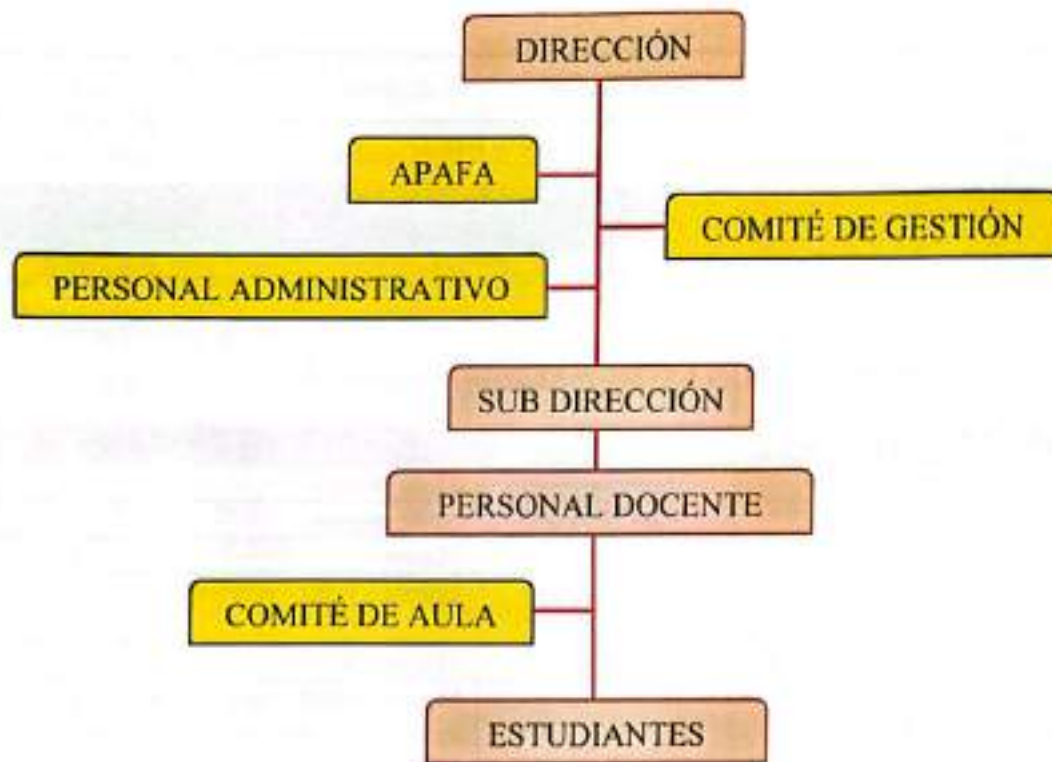 DIRECCIÓN
APAFA
COMITÉ DE GESTIÓN
PERSONAL ADMINISTRATIVO
SUB DIRECCIÓN
PERSONAL DOCENTE
COMITÉ DE AULA
ESTUDIANTES